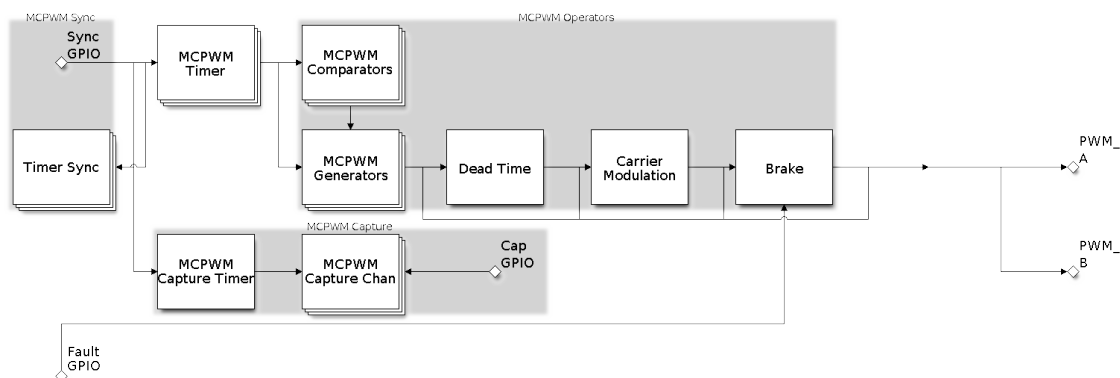 MCPWM Sync
MCPWM Operators
Sync
GPIO
MCPWM
Timer
MCPWM
Comparators
Timer Sync
MCPWM
Generators
Dead Time
Carrier
Modulation
Brake
PWM_
A
MCPWM Capture
MCPWM
Capture Timer
MCPWM
Capture Chan
Cap
GPIO
PWM_
B
Fault
GPIO